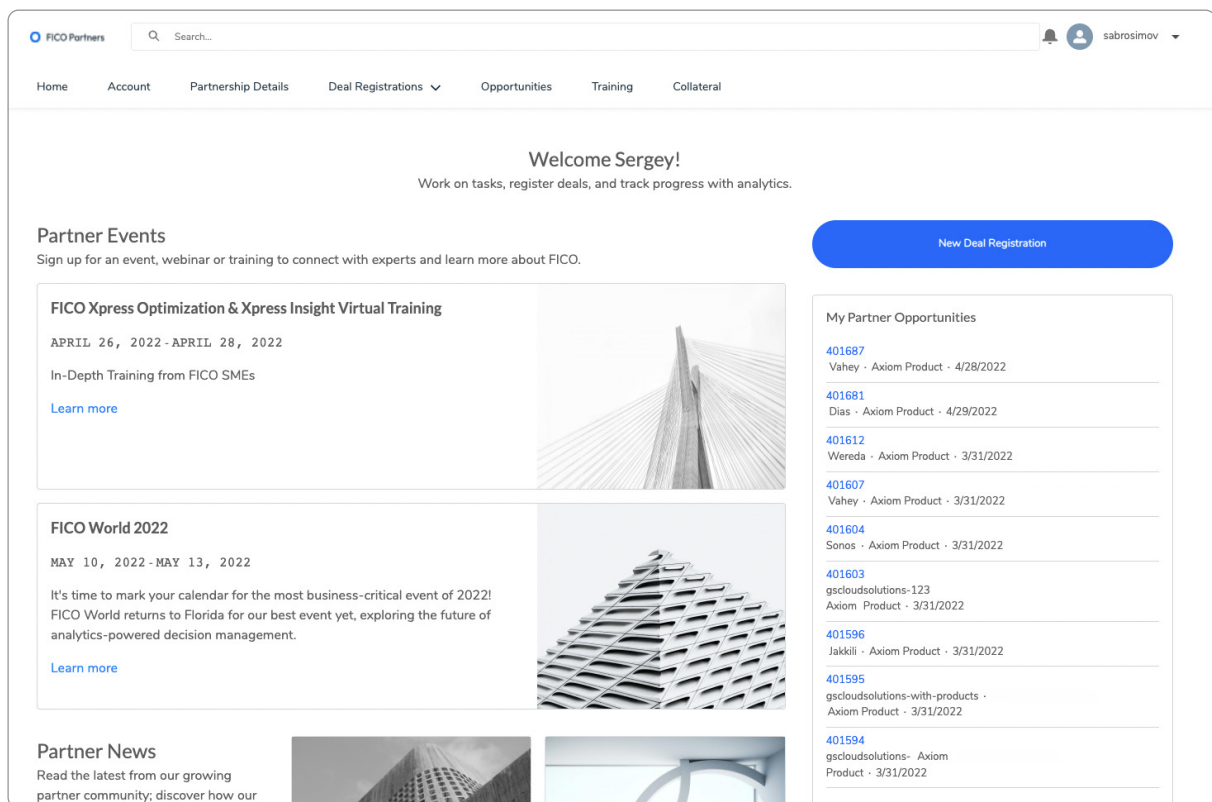 FICO Partners
Search...
sabrosimov
Home
Account
Partnership Details
Deal Registrations
Opportunities
Training
Collateral
Welcome Sergey!
Work on tasks, register deals, and track progress with analytics.
Partner Events
Sign up for an event, webinar or training to connect with experts and learn more about FICO.
FICO Xpress Optimization & Xpress Insight Virtual Training
APRIL 26, 2022 - APRIL 28, 2022
In-Depth Training from FICO SMEs
Learn more
FICO World 2022
MAY 10, 2022 - MAY 13, 2022
It's time to mark your calendar for the most business-critical event of 2022!
FICO World returns to Florida for our best event yet, exploring the future of
analytics-powered decision management.
Learn more
Partner News
Read the latest from our growing
partner community; discover how our
New Deal Registration
My Partner Opportunities
401687
Vahey · Axiom Product · 4/28/2022
401681
Dias · Axiom Product · 4/29/2022
401612
Wereda · Axiom Product · 3/31/2022
401607
Vahey · Axiom Product · 3/31/2022
401604
Sonos · Axiom Product · 3/31/2022
401603
gscloudsolutions-123
Axiom Product · 3/31/2022
401596
Jakkili · Axiom Product · 3/31/2022
401595
gscloudsolutions-with-products ·
Axiom Product · 3/31/2022
401594
gscloudsolutions- Axiom
Product · 3/31/2022